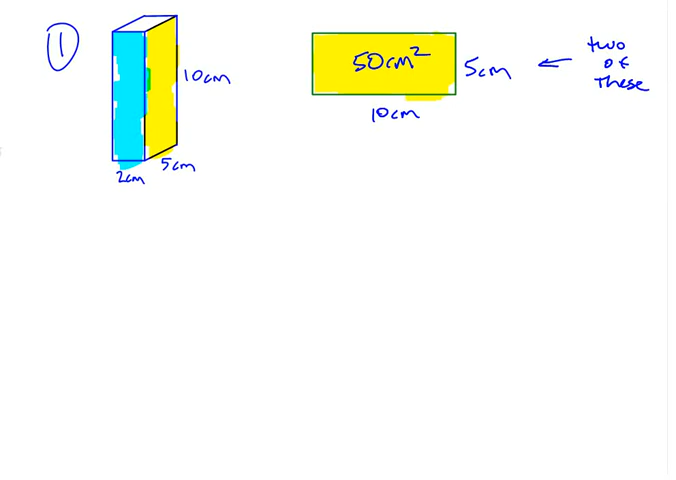 1
10cm
5cm
2cm
50cm²
5cm
10cm
← two
of
these